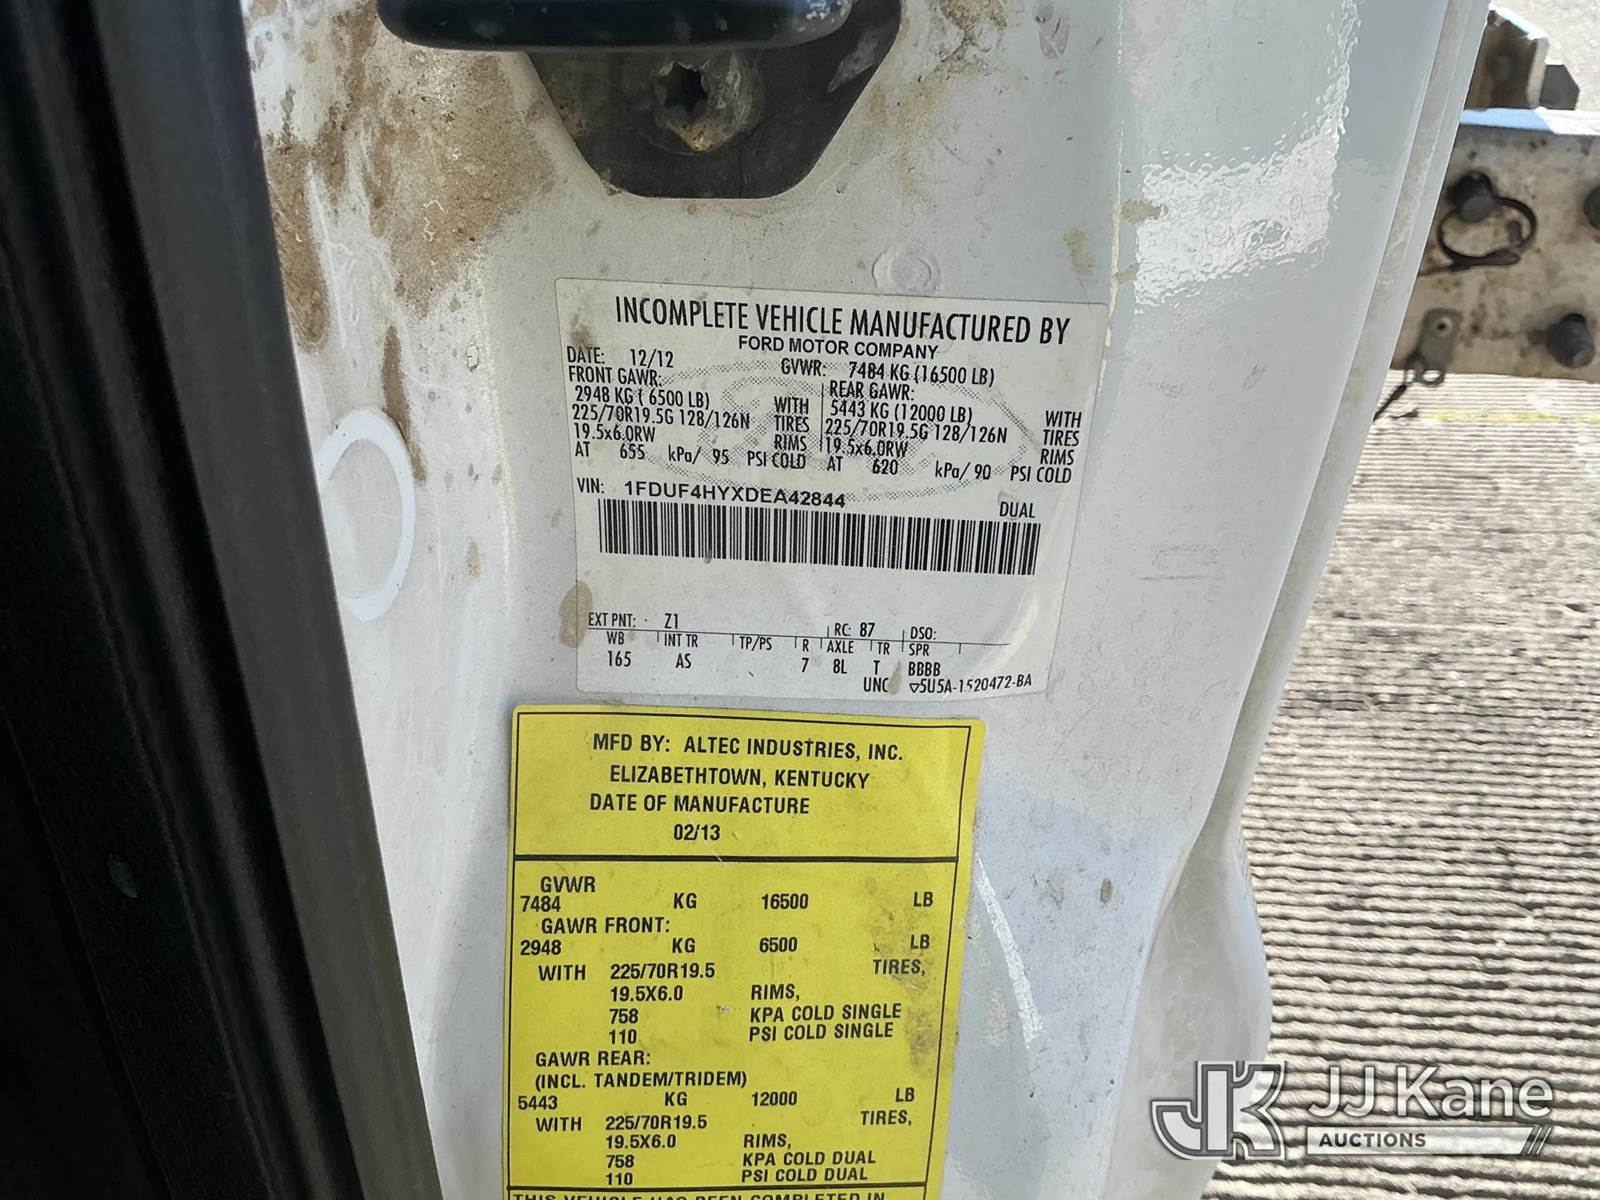 INCOMPLETE VEHICLE MANUFACTURED BY
FORD MOTOR COMPANY
DATE: 12/12 GVWR: 7484 KG (16500 LB)
FRONT GAWR: REAR GAWR:
2948 KG ( 6500 LB) WITH 5443 KG (12000 LB) WITH
225/70R19.5G 128/126N TIRES 225/70R19.5G 128/126N TIRES
19.5x6.0RW RIMS 19.5x6.0RW RIMS
AT 655 kPa/ 95 PSI COLD AT 620 kPa/ 90 PSI COLD
VIN: 1FDUF4HYXDEA42844 DUAL
EXT PNT: Z1 RC: 87 DSO:
WB INT TR TP/PS R AXLE TR SPR
165 AS 7 8L T BBBB
UNC ▽5U5A-1520472-BA
MFD BY: ALTEC INDUSTRIES, INC.
ELIZABETHTOWN, KENTUCKY
DATE OF MANUFACTURE
02/13
GVWR
7484 KG 16500 LB
GAWR FRONT:
2948 KG 6500 LB
WITH 225/70R19.5 TIRES,
19.5X6.0 RIMS,
758 KPA COLD SINGLE
110 PSI COLD SINGLE
GAWR REAR:
(INCL. TANDEM/TRIDEM)
5443 KG 12000 LB
WITH 225/70R19.5 TIRES,
19.5X6.0 RIMS,
758 KPA COLD DUAL
110 PSI COLD DUAL
THIS VEHICLE HAS BEEN COMPLETED IN
JK JJ Kane
AUCTIONS